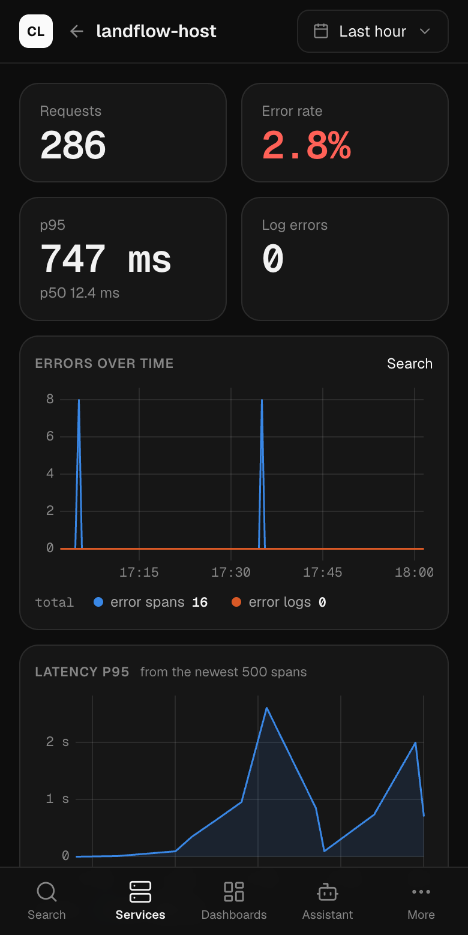 CL
landflow-host
Last hour
Requests
286
Error rate
2.8%
p95
747 ms
p50 12.4 ms
Log errors
0
ERRORS OVER TIME
Search
8
6
4
2
0
17:15 17:30 17:45 18:00
total error spans 16 error logs 0
LATENCY P95 from the newest 500 spans
2 s
1 s
0
Search Services Dashboards Assistant More